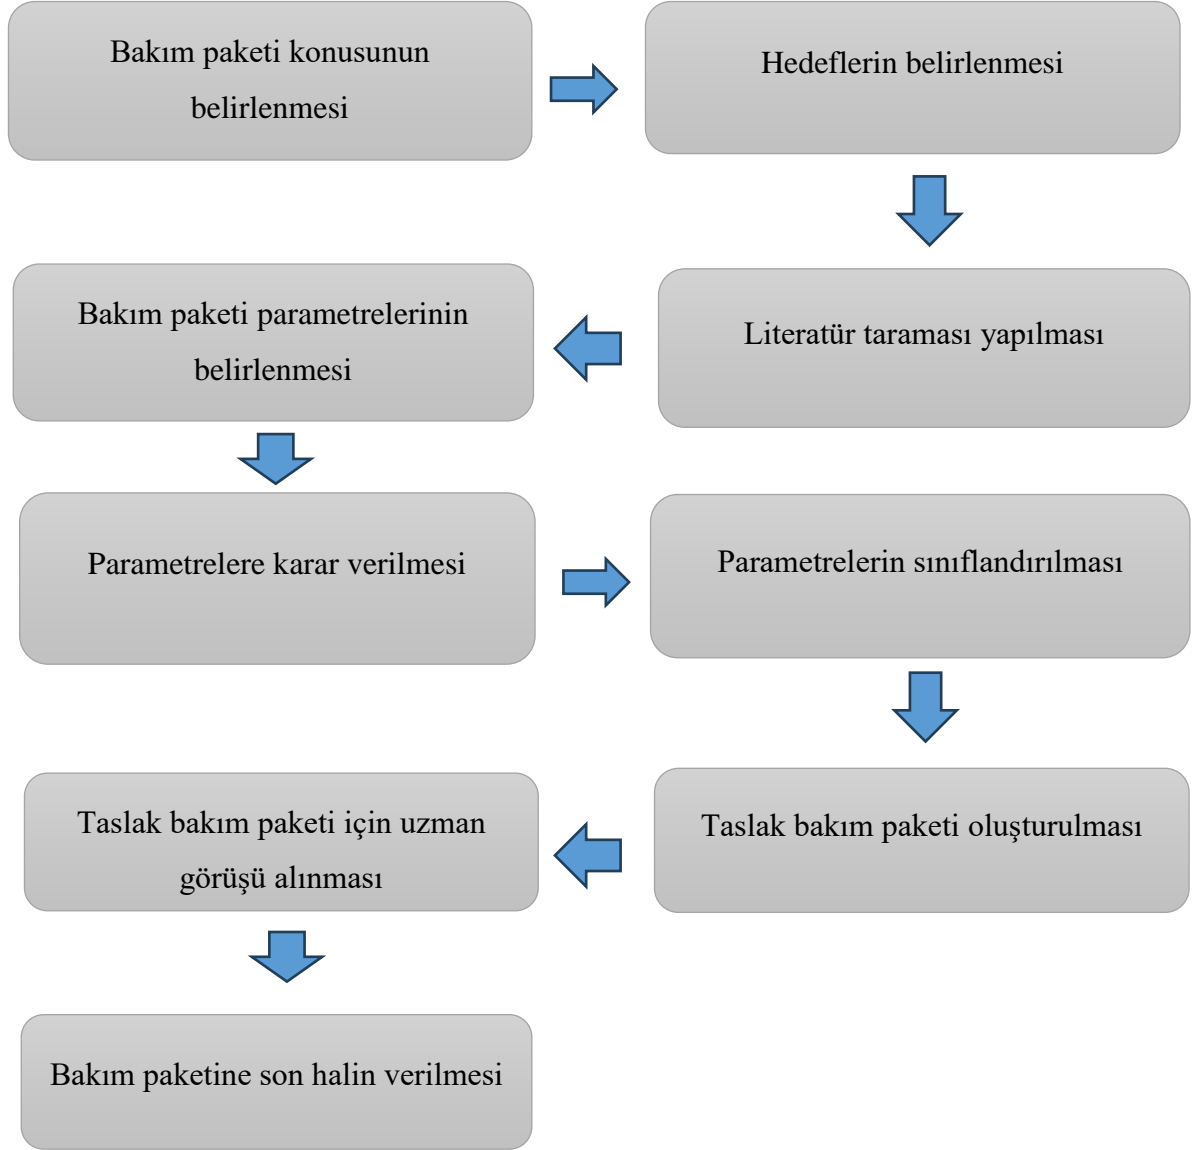 Bakım paketi konusunun
belirlenmesi
Hedeflerin belirlenmesi
Literatür taraması yapılması
Bakım paketi parametrelerinin
belirlenmesi
Parametrelere karar verilmesi
Parametrelerin sınıflandırılması
Taslak bakım paketi oluşturulması
Taslak bakım paketi için uzman
görüşü alınması
Bakım paketine son halin verilmesi